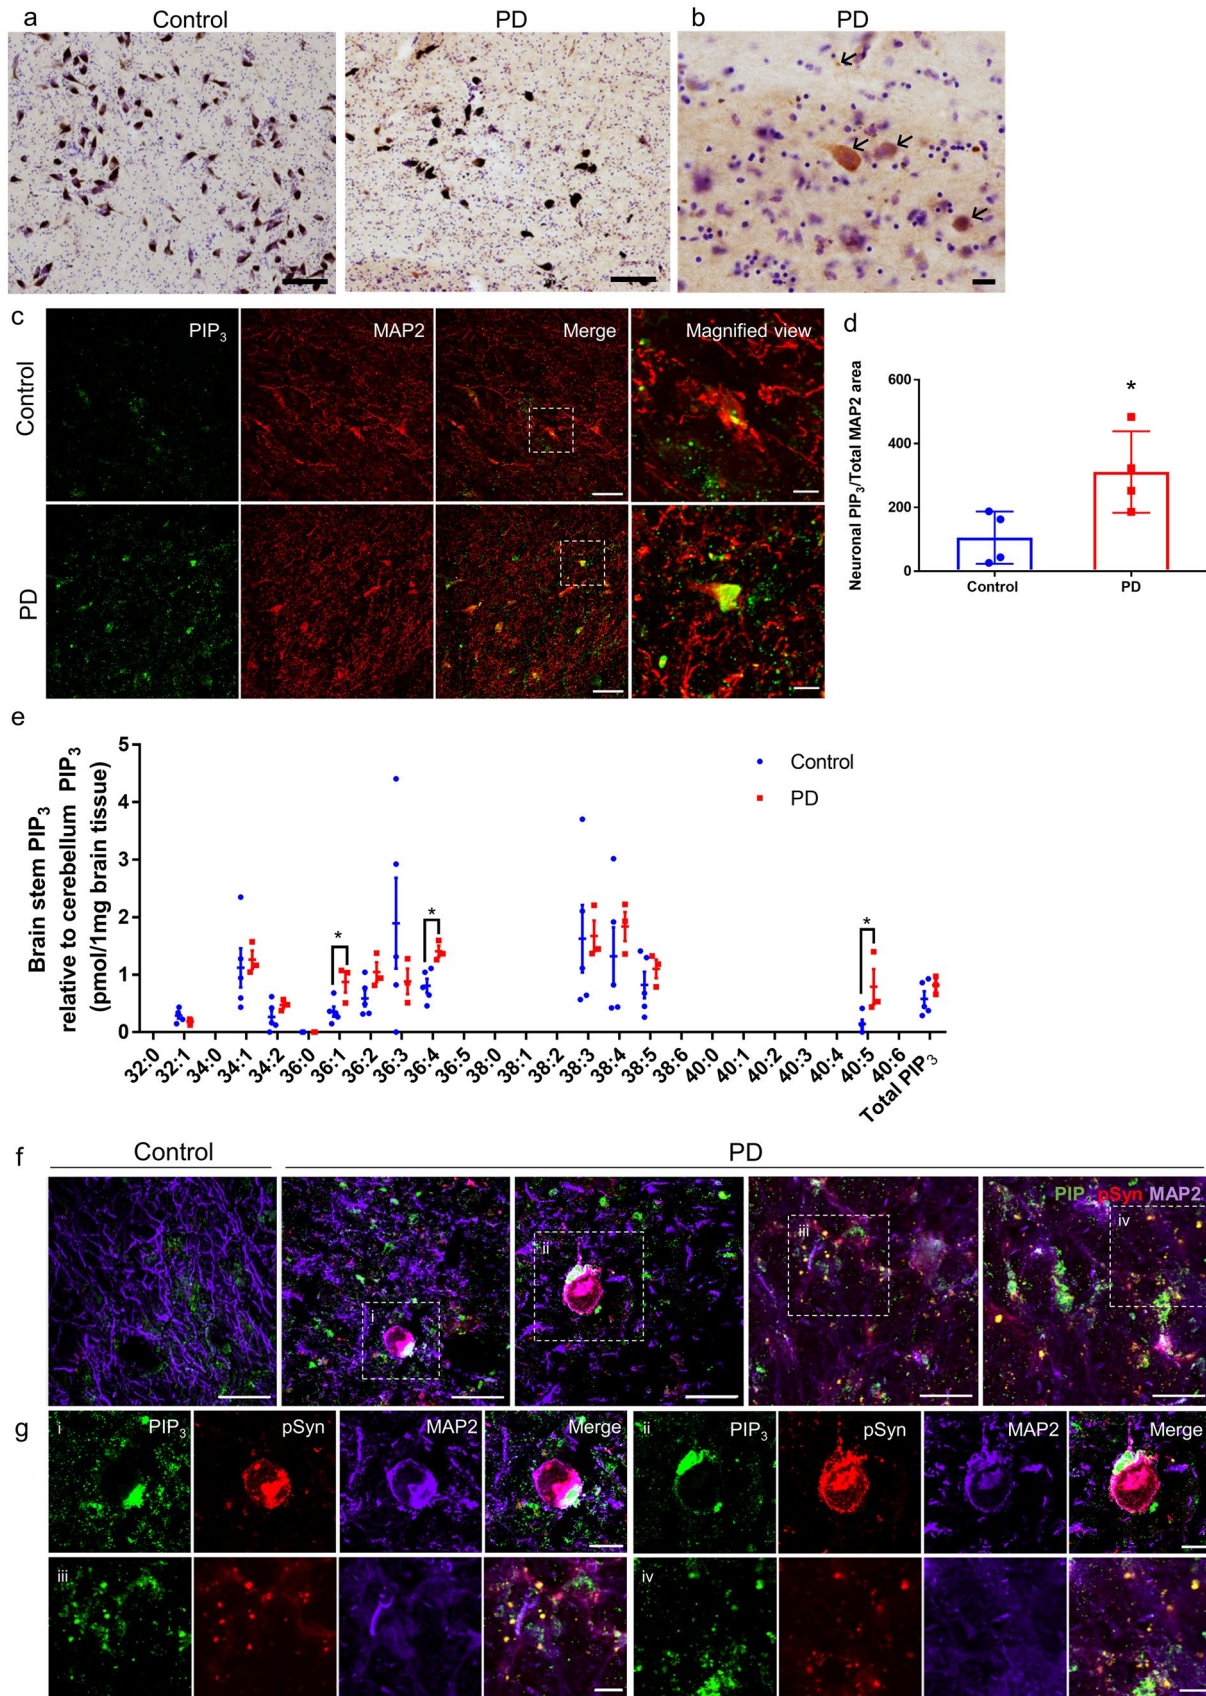 a
Control
PD
b
PD
c
PIP₃
MAP2
Merge
Magnified view
Control
PD
d
Neuronal PIP₃/Total MAP2 area
600
400
200
0
*
Control
PD
e
Brain stem PIP₃
relative to cerebellum PIP₃
(pmol/1mg brain tissue)
5
4
3
2
1
0
Control
PD
*
*
*
32:0
32:1
34:0
34:1
34:2
36:0
36:1
36:2
36:3
36:4
36:5
38:0
38:1
38:2
38:3
38:4
38:5
38:6
40:0
40:1
40:2
40:3
40:4
40:5
40:6
Total PIP₃
f
Control
PD
i
ii
iii
PIP₃ pSyn MAP2
iv
g
i
PIP₃
pSyn
MAP2
Merge
ii
PIP₃
pSyn
MAP2
Merge
iii
iv